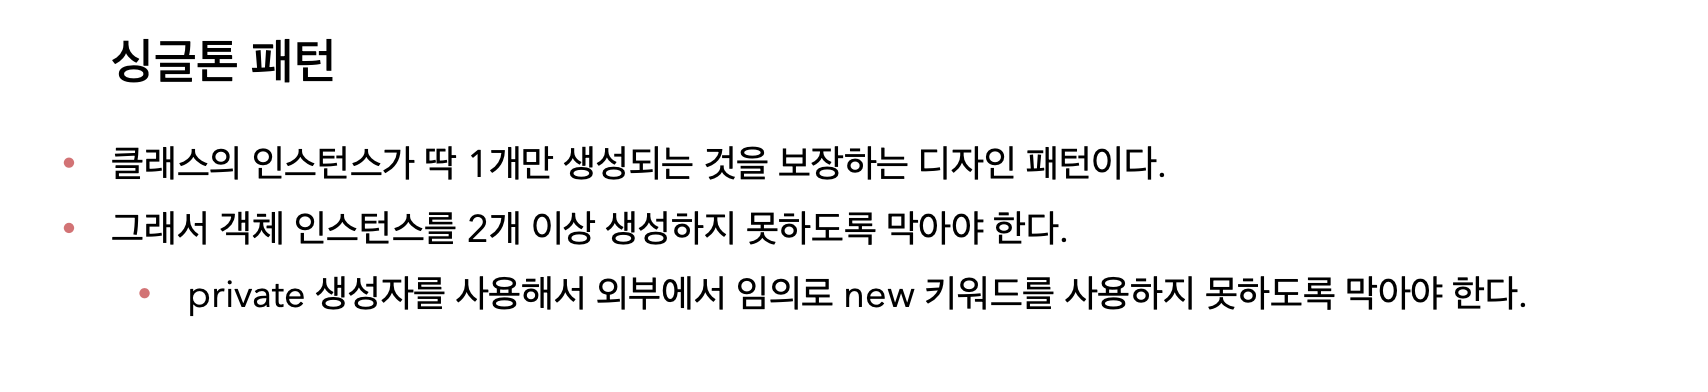 싱글톤 패턴
• 클래스의 인스턴스가 딱 1개만 생성되는 것을 보장하는 디자인 패턴이다.
• 그래서 객체 인스턴스를 2개 이상 생성하지 못하도록 막아야 한다.
• private 생성자를 사용해서 외부에서 임의로 new 키워드를 사용하지 못하도록 막아야 한다.